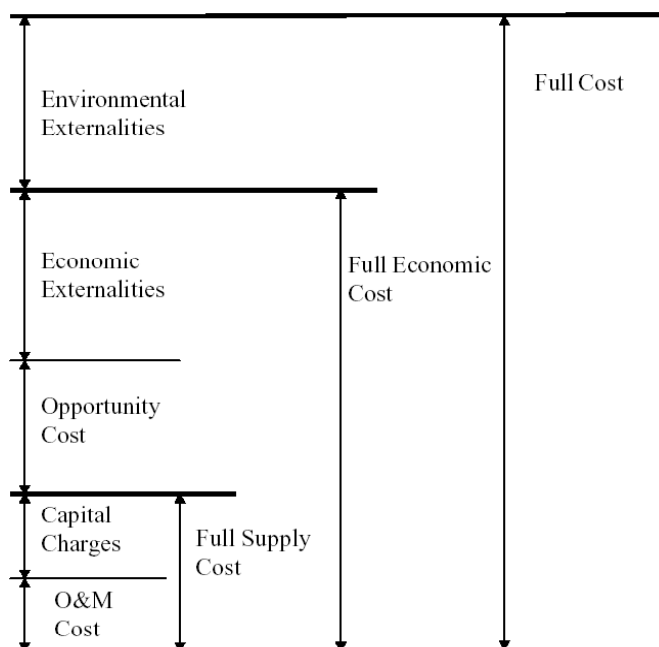 Environmental
Externalities
Full Cost
Economic
Externalities
Full Economic
Cost
Opportunity
Cost
Capital
Charges
Full Supply
Cost
O&M
Cost